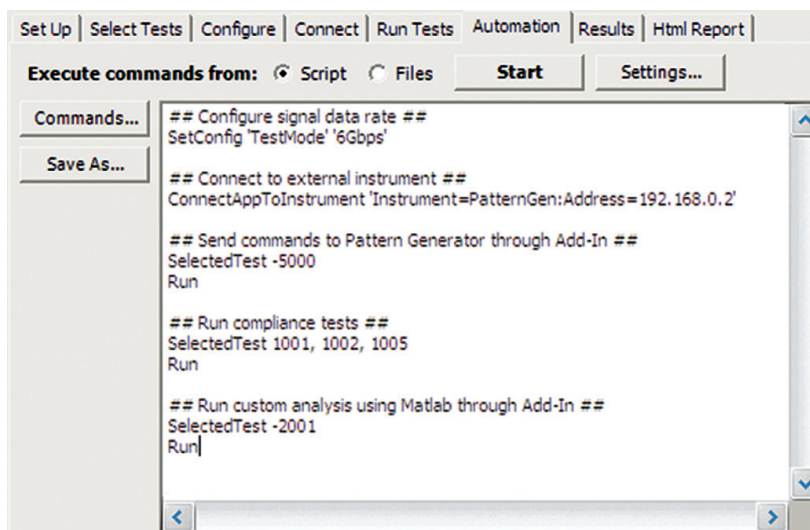 Set Up Select Tests Configure Connect Run Tests Automation Results Html Report
Execute commands from: Script Files Start Settings...
Commands...
Save As...
## Configure signal data rate ##
SetConfig 'TestMode' '6Gbps'
## Connect to external instrument ##
ConnectAppToInstrument 'Instrument=PatternGen:Address=192.168.0.2'
## Send commands to Pattern Generator through Add-In ##
SelectedTest -5000
Run
## Run compliance tests ##
SelectedTest 1001, 1002, 1005
Run
## Run custom analysis using Matlab through Add-In ##
SelectedTest -2001
Run